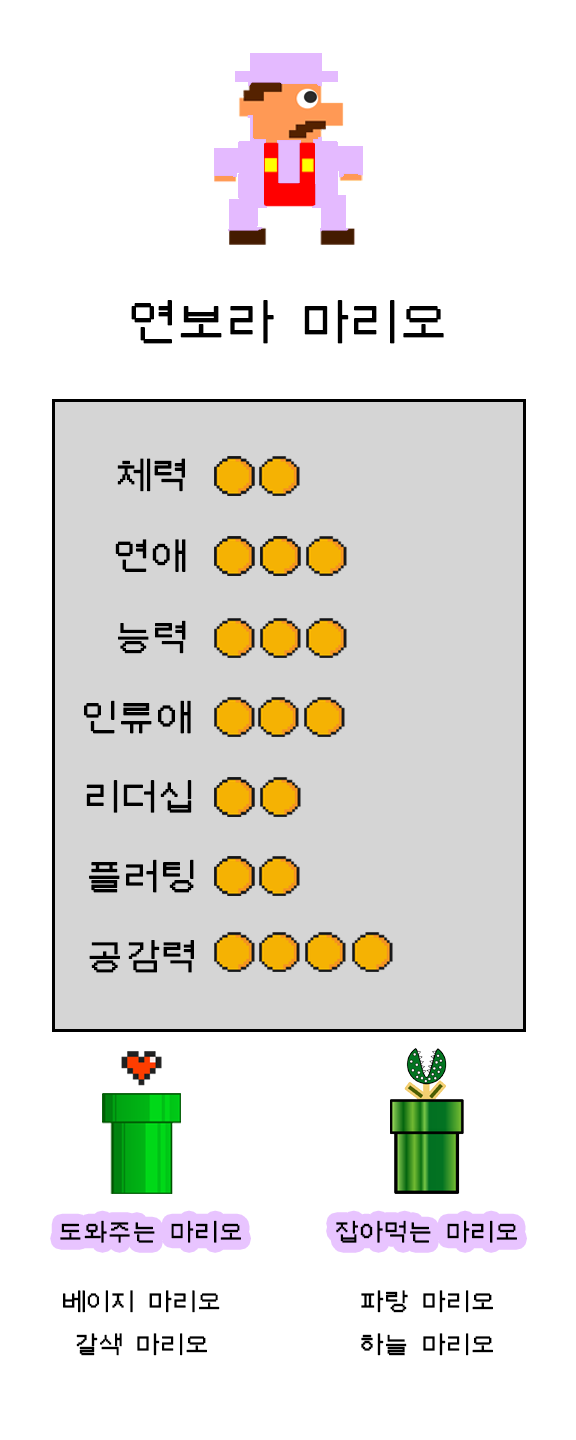 연보라 마리오
체력
연애
능력
인류애
리더십
플러팅
공감력
도와주는 마리오 잡아먹는 마리오
베이지 마리오 파랑 마리오
갈색 마리오 하늘 마리오